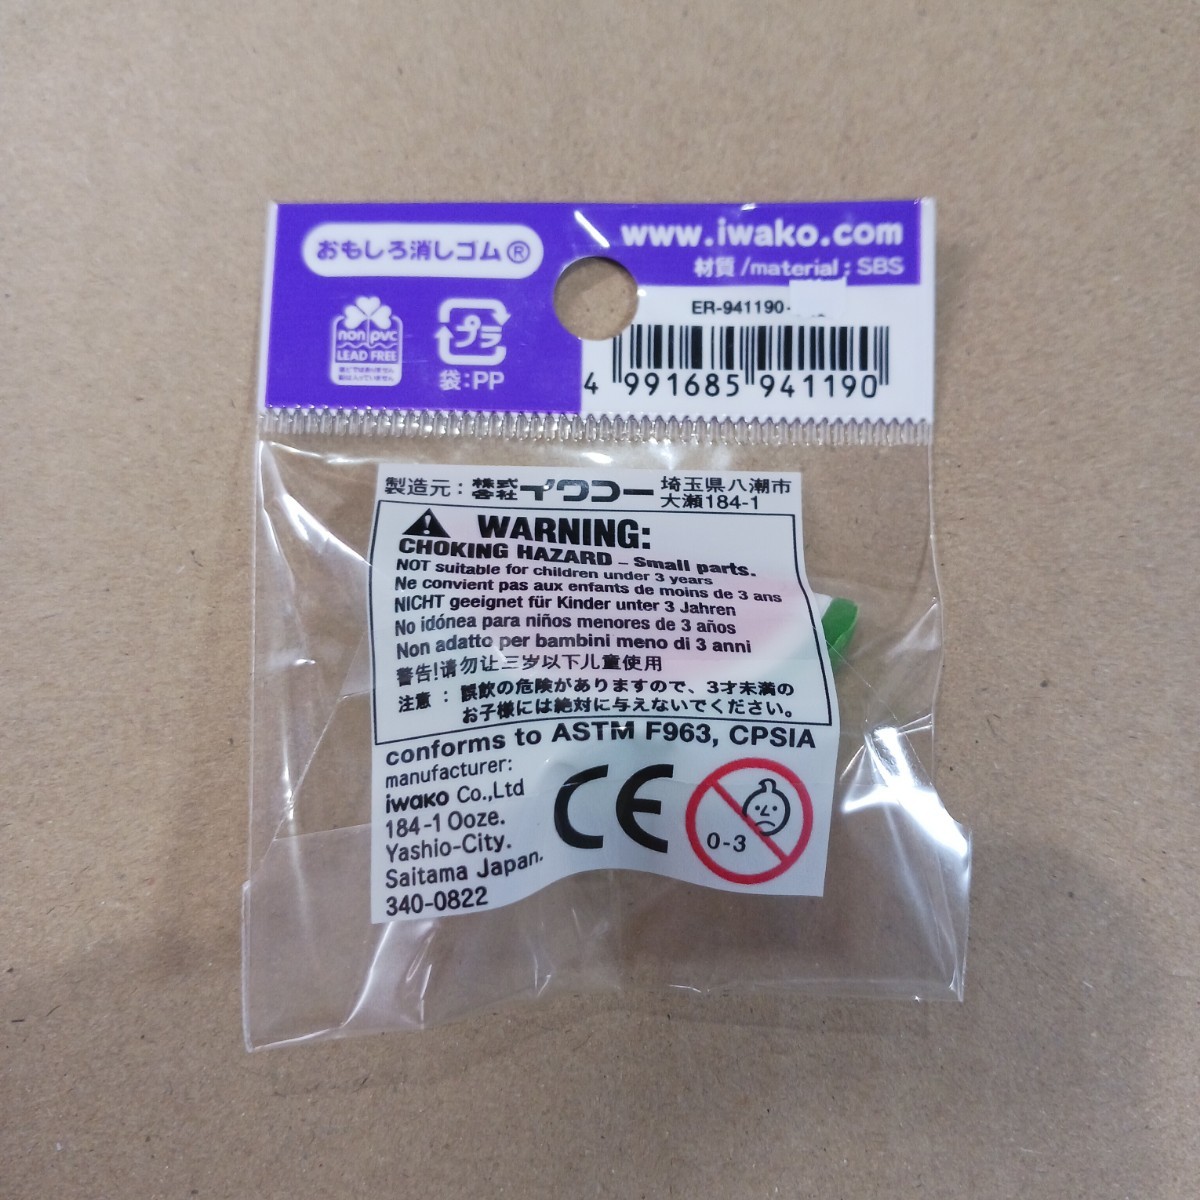 おもしろ消しゴム®
www.iwako.com
材質/material : SBS
non pvc
LEAD FREE
プラ
袋:PP
ER-941190-
4 991685 941190
製造元: 株式会社イワコー 埼玉県八潮市
大瀬184-1
WARNING:
CHOKING HAZARD – Small parts.
NOT suitable for children under 3 years
Ne convient pas aux enfants de moins de 3 ans
NICHT geeignet für Kinder unter 3 Jahren
No idónea para niños menores de 3 años
Non adatto per bambini meno di 3 anni
警告!请勿让三岁以下儿童使用
注意 : 誤飲の危険がありますので、3才未満の
お子様には絶対に与えないでください。
conforms to ASTM F963, CPSIA
manufacturer:
iwako Co.,Ltd
184-1 Ooze.
Yashio-City.
Saitama Japan.
340-0822
CE
0-3